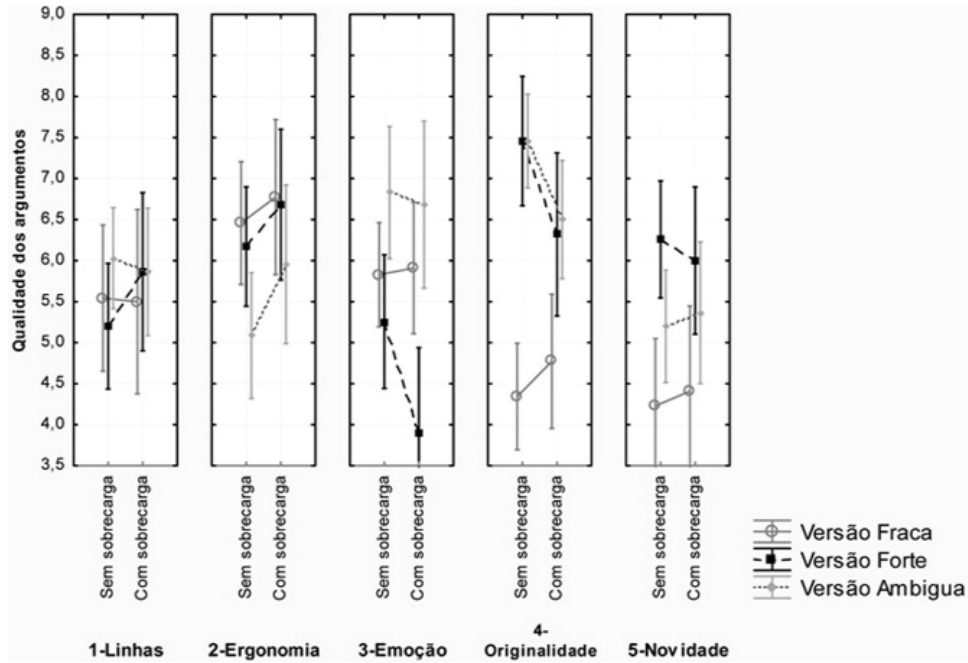 Qualidade dos argumentos
9,0
8,5
8,0
7,5
7,0
6,5
6,0
5,5
5,0
4,5
4,0
3,5
Sem sobrecarga
Com sobrecarga
Sem sobrecarga
Com sobrecarga
Sem sobrecarga
Com sobrecarga
Sem sobrecarga
Com sobrecarga
Sem sobrecarga
Com sobrecarga
1-Linhas
2-Ergonomia
3-Emoção
4-
Originalidade
5-Novidade
Versão Fraca
Versão Forte
Versão Ambigua